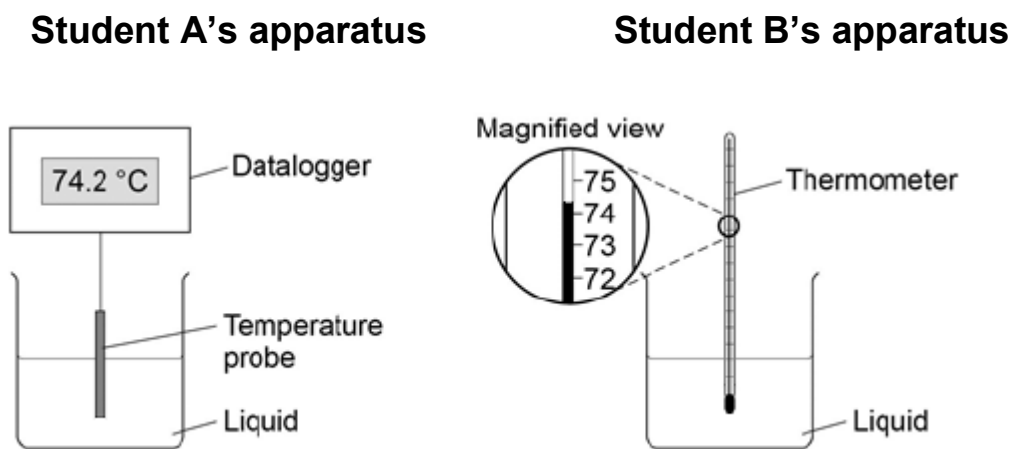 Student A's apparatus
Student B's apparatus
74.2 °C
Datalogger
Temperature
probe
Liquid
Magnified view
75
74
73
72
Thermometer
Liquid